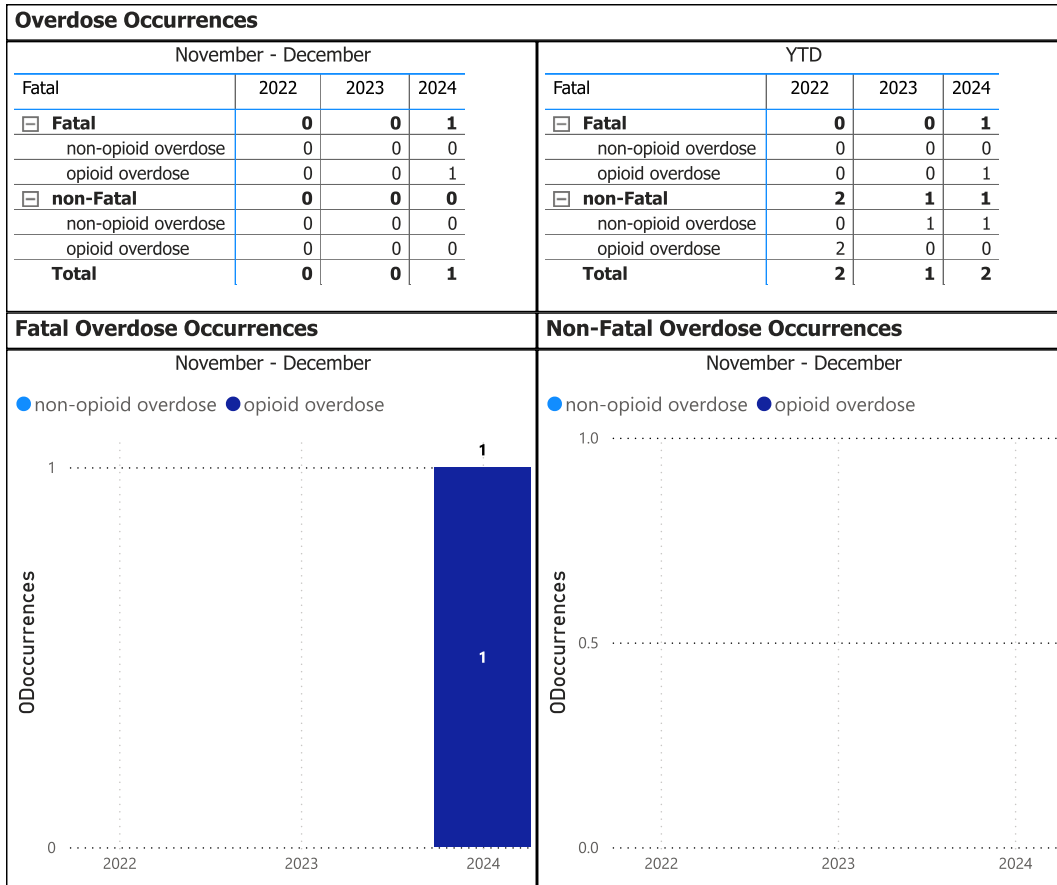 Overdose Occurrences
November - December
Fatal 2022 2023 2024
Fatal 0 0 1
non-opioid overdose 0 0 0
opioid overdose 0 0 1
non-Fatal 0 0 0
non-opioid overdose 0 0 0
opioid overdose 0 0 0
Total 0 0 1
YTD
Fatal 2022 2023 2024
Fatal 0 0 1
non-opioid overdose 0 0 0
opioid overdose 0 0 1
non-Fatal 2 1 1
non-opioid overdose 0 1 1
opioid overdose 2 0 0
Total 2 1 2
Fatal Overdose Occurrences
November - December
non-opioid overdose opioid overdose
1
1
1
ODoccurrences
0
2022 2023 2024
Non-Fatal Overdose Occurrences
November - December
non-opioid overdose opioid overdose
1.0
0.5
ODoccurrences
0.0
2022 2023 2024